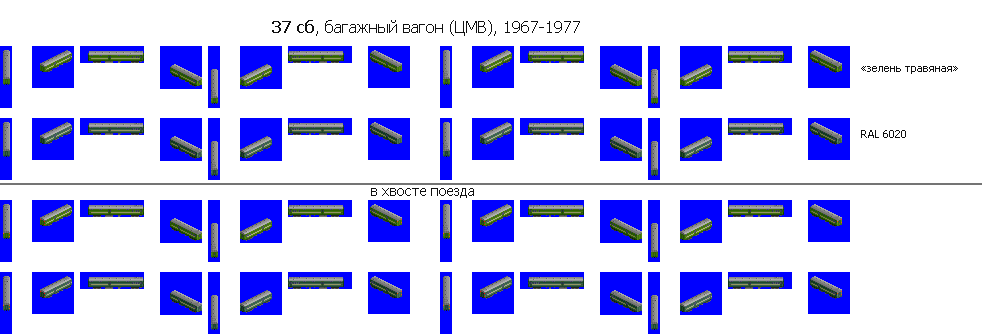 37 сб, багажный вагон (ЦМВ), 1967-1977
«зелень травяная»
RAL 6020
в хвосте поезда